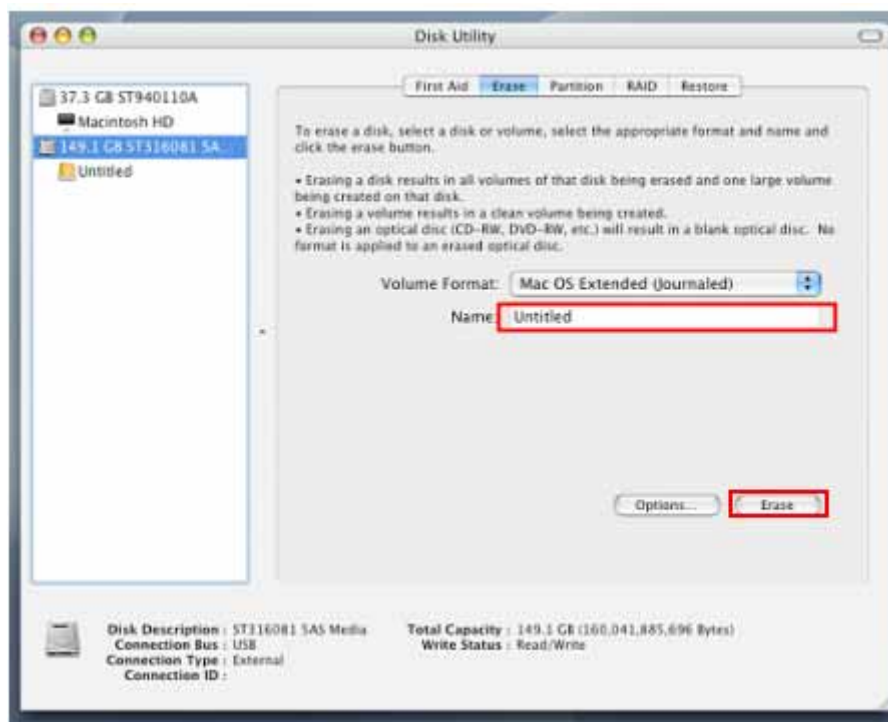 Disk Utility
37.3 GB ST940110A
Macintosh HD
149.1 GB ST316081 5A...
Untitled
First Aid Erase Partition RAID Restore
To erase a disk, select a disk or volume, select the appropriate format and name and
click the erase button.
• Erasing a disk results in all volumes of that disk being erased and one large volume
being created on that disk.
• Erasing a volume results in a clean volume being created.
• Erasing an optical disc (CD-RW, DVD-RW, etc.) will result in a blank optical disc. No
format is applied to an erased optical disc.
Volume Format: Mac OS Extended (Journaled)
Name: Untitled
Options... Erase
Disk Description : ST316081 5AS Media
Connection Bus : USB
Connection Type : External
Connection ID :
Total Capacity : 149.1 GB (160,041,885,696 Bytes)
Write Status : Read/Write